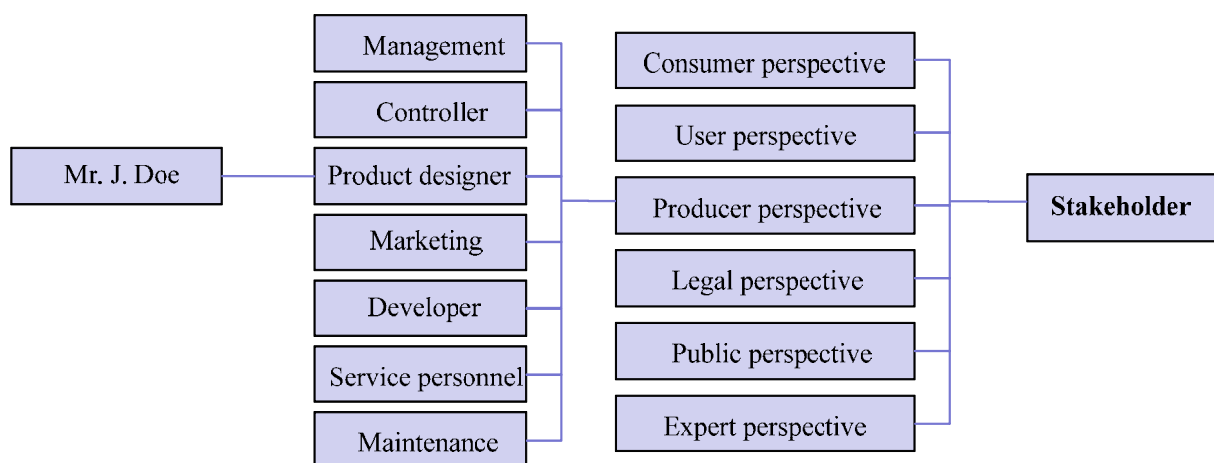 Mr. J. Doe
Management
Controller
Product designer
Marketing
Developer
Service personnel
Maintenance
Consumer perspective
User perspective
Producer perspective
Legal perspective
Public perspective
Expert perspective
Stakeholder